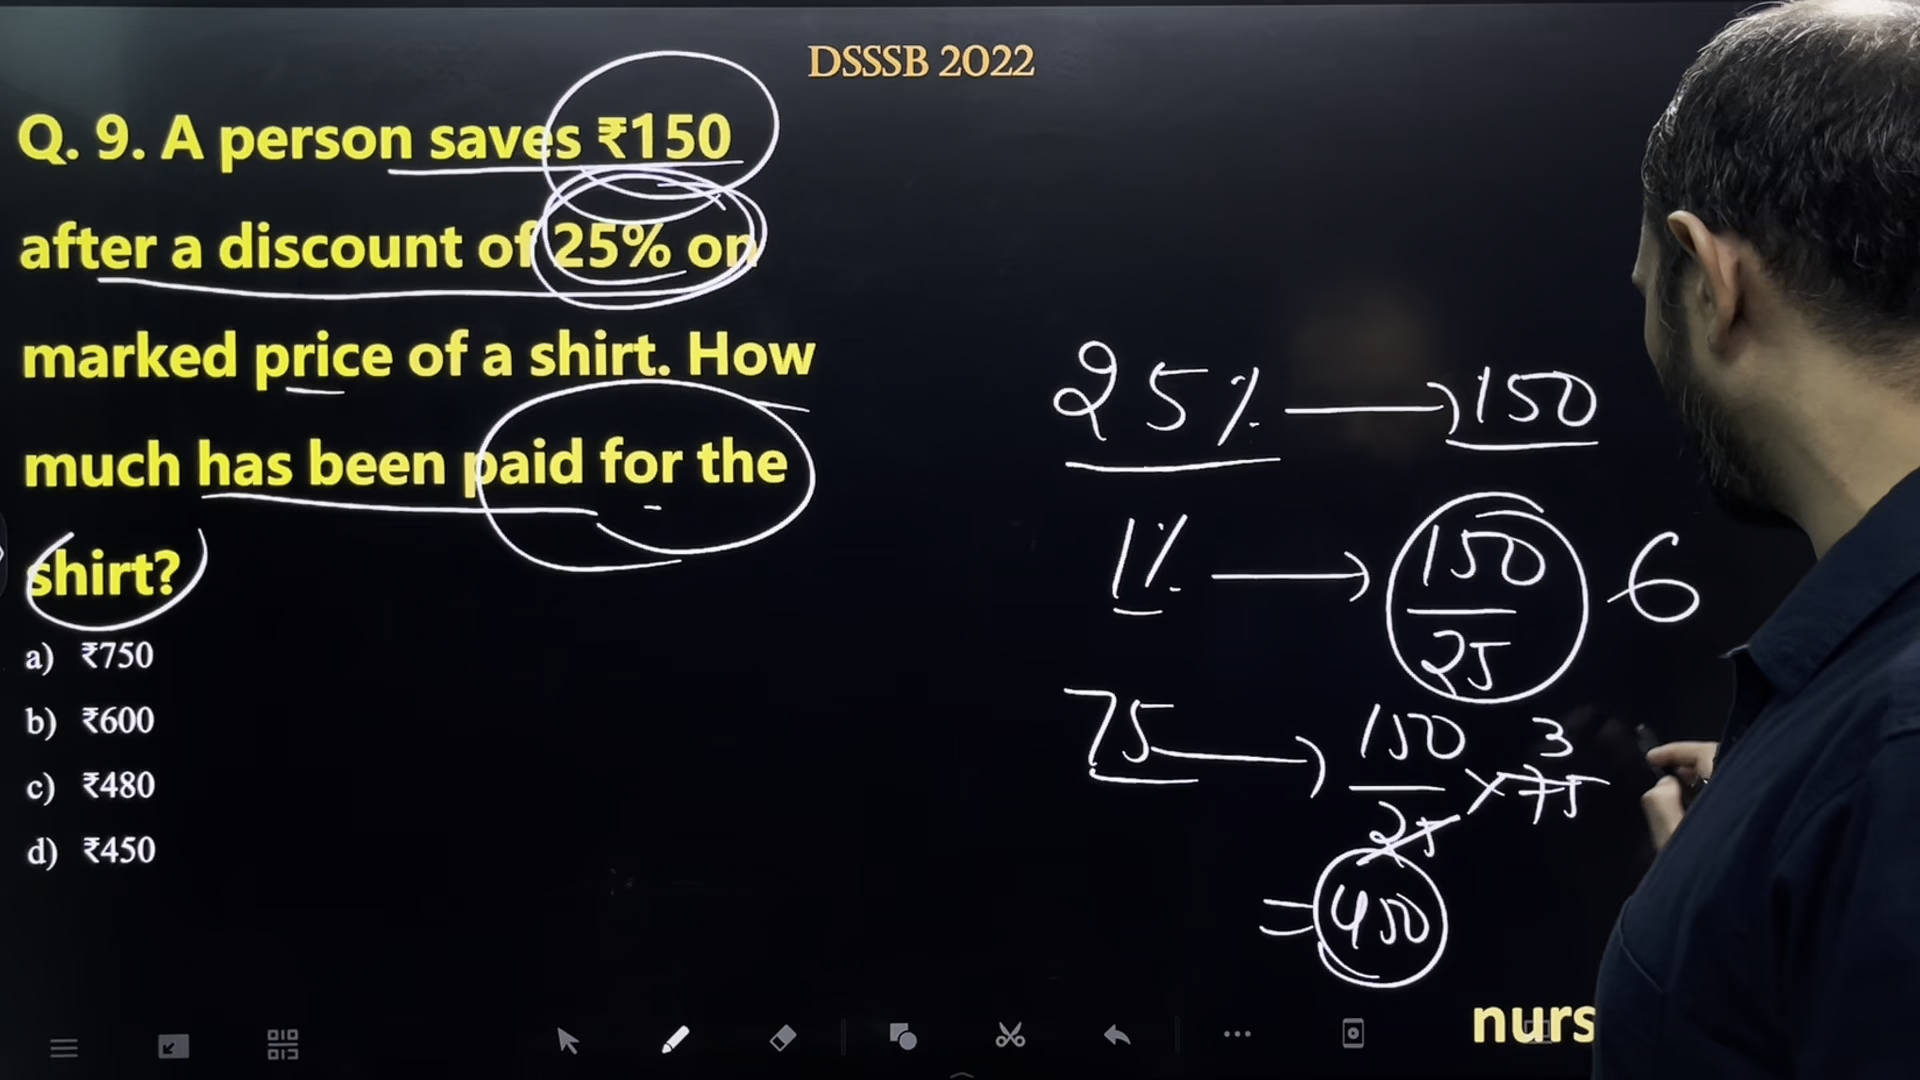 DSSSB 2022
Q. 9. A person saves ₹150
after a discount of 25% on
marked price of a shirt. How
much has been paid for the
shirt?
a) ₹750
b) ₹600
c) ₹480
d) ₹450
25% → 150
1% → 150/25 6
75 → 150/25 × 75 3
= 450
nurs